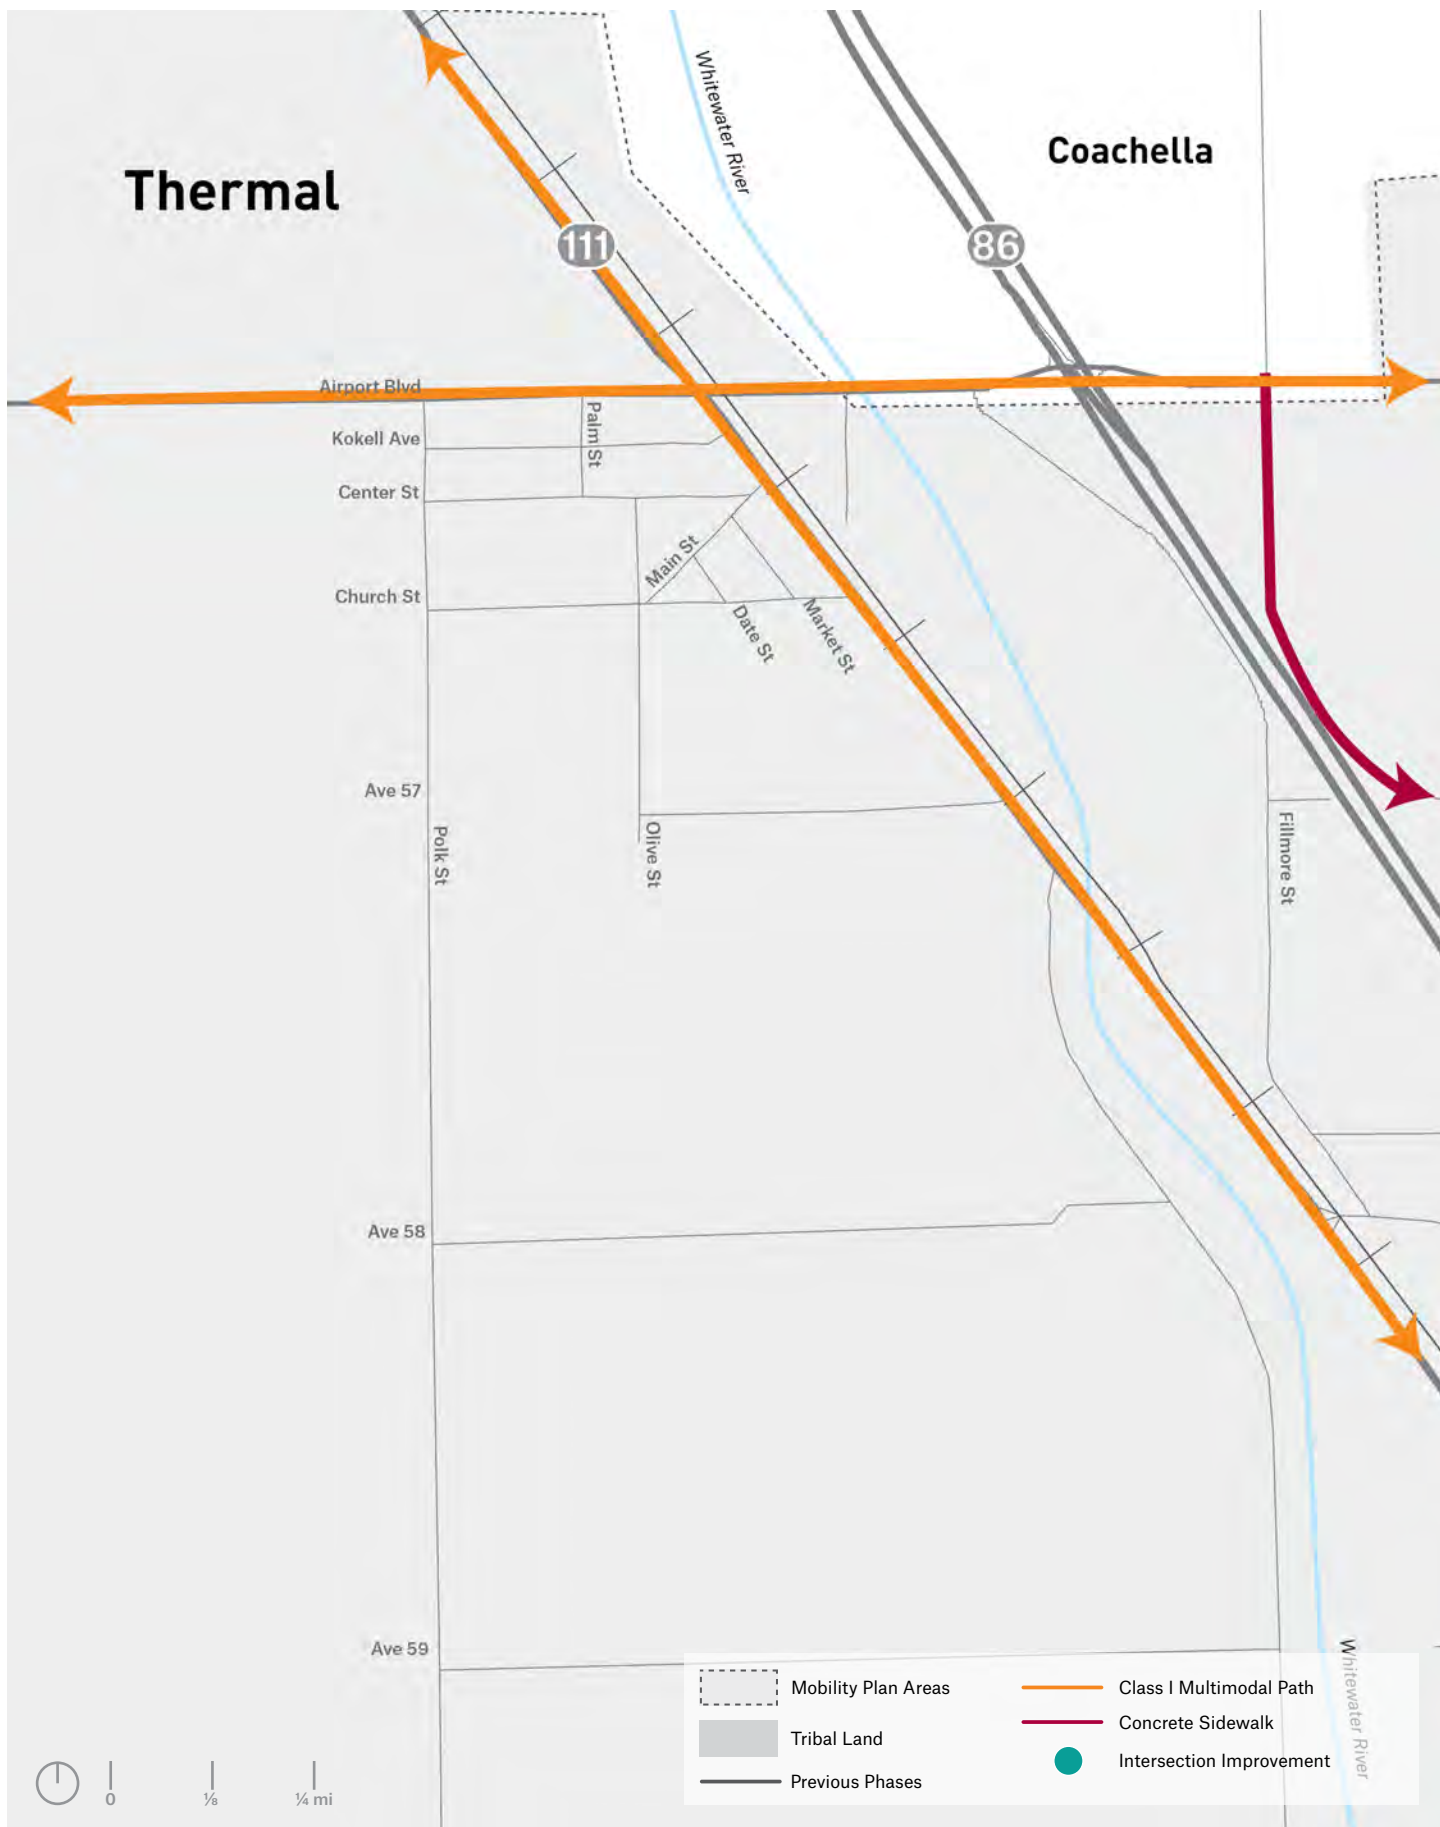 Whitewater River
Coachella
Thermal
111
86
Airport Blvd
Palm St
Kokell Ave
Center St
Main St
Church St
Date St
Market St
Ave 57
Polk St
Olive St
Fillmore St
Ave 58
Ave 59
Whitewater River
Mobility Plan Areas
Tribal Land
Previous Phases
Class I Multimodal Path
Concrete Sidewalk
Intersection Improvement
0
⅛
¼ mi